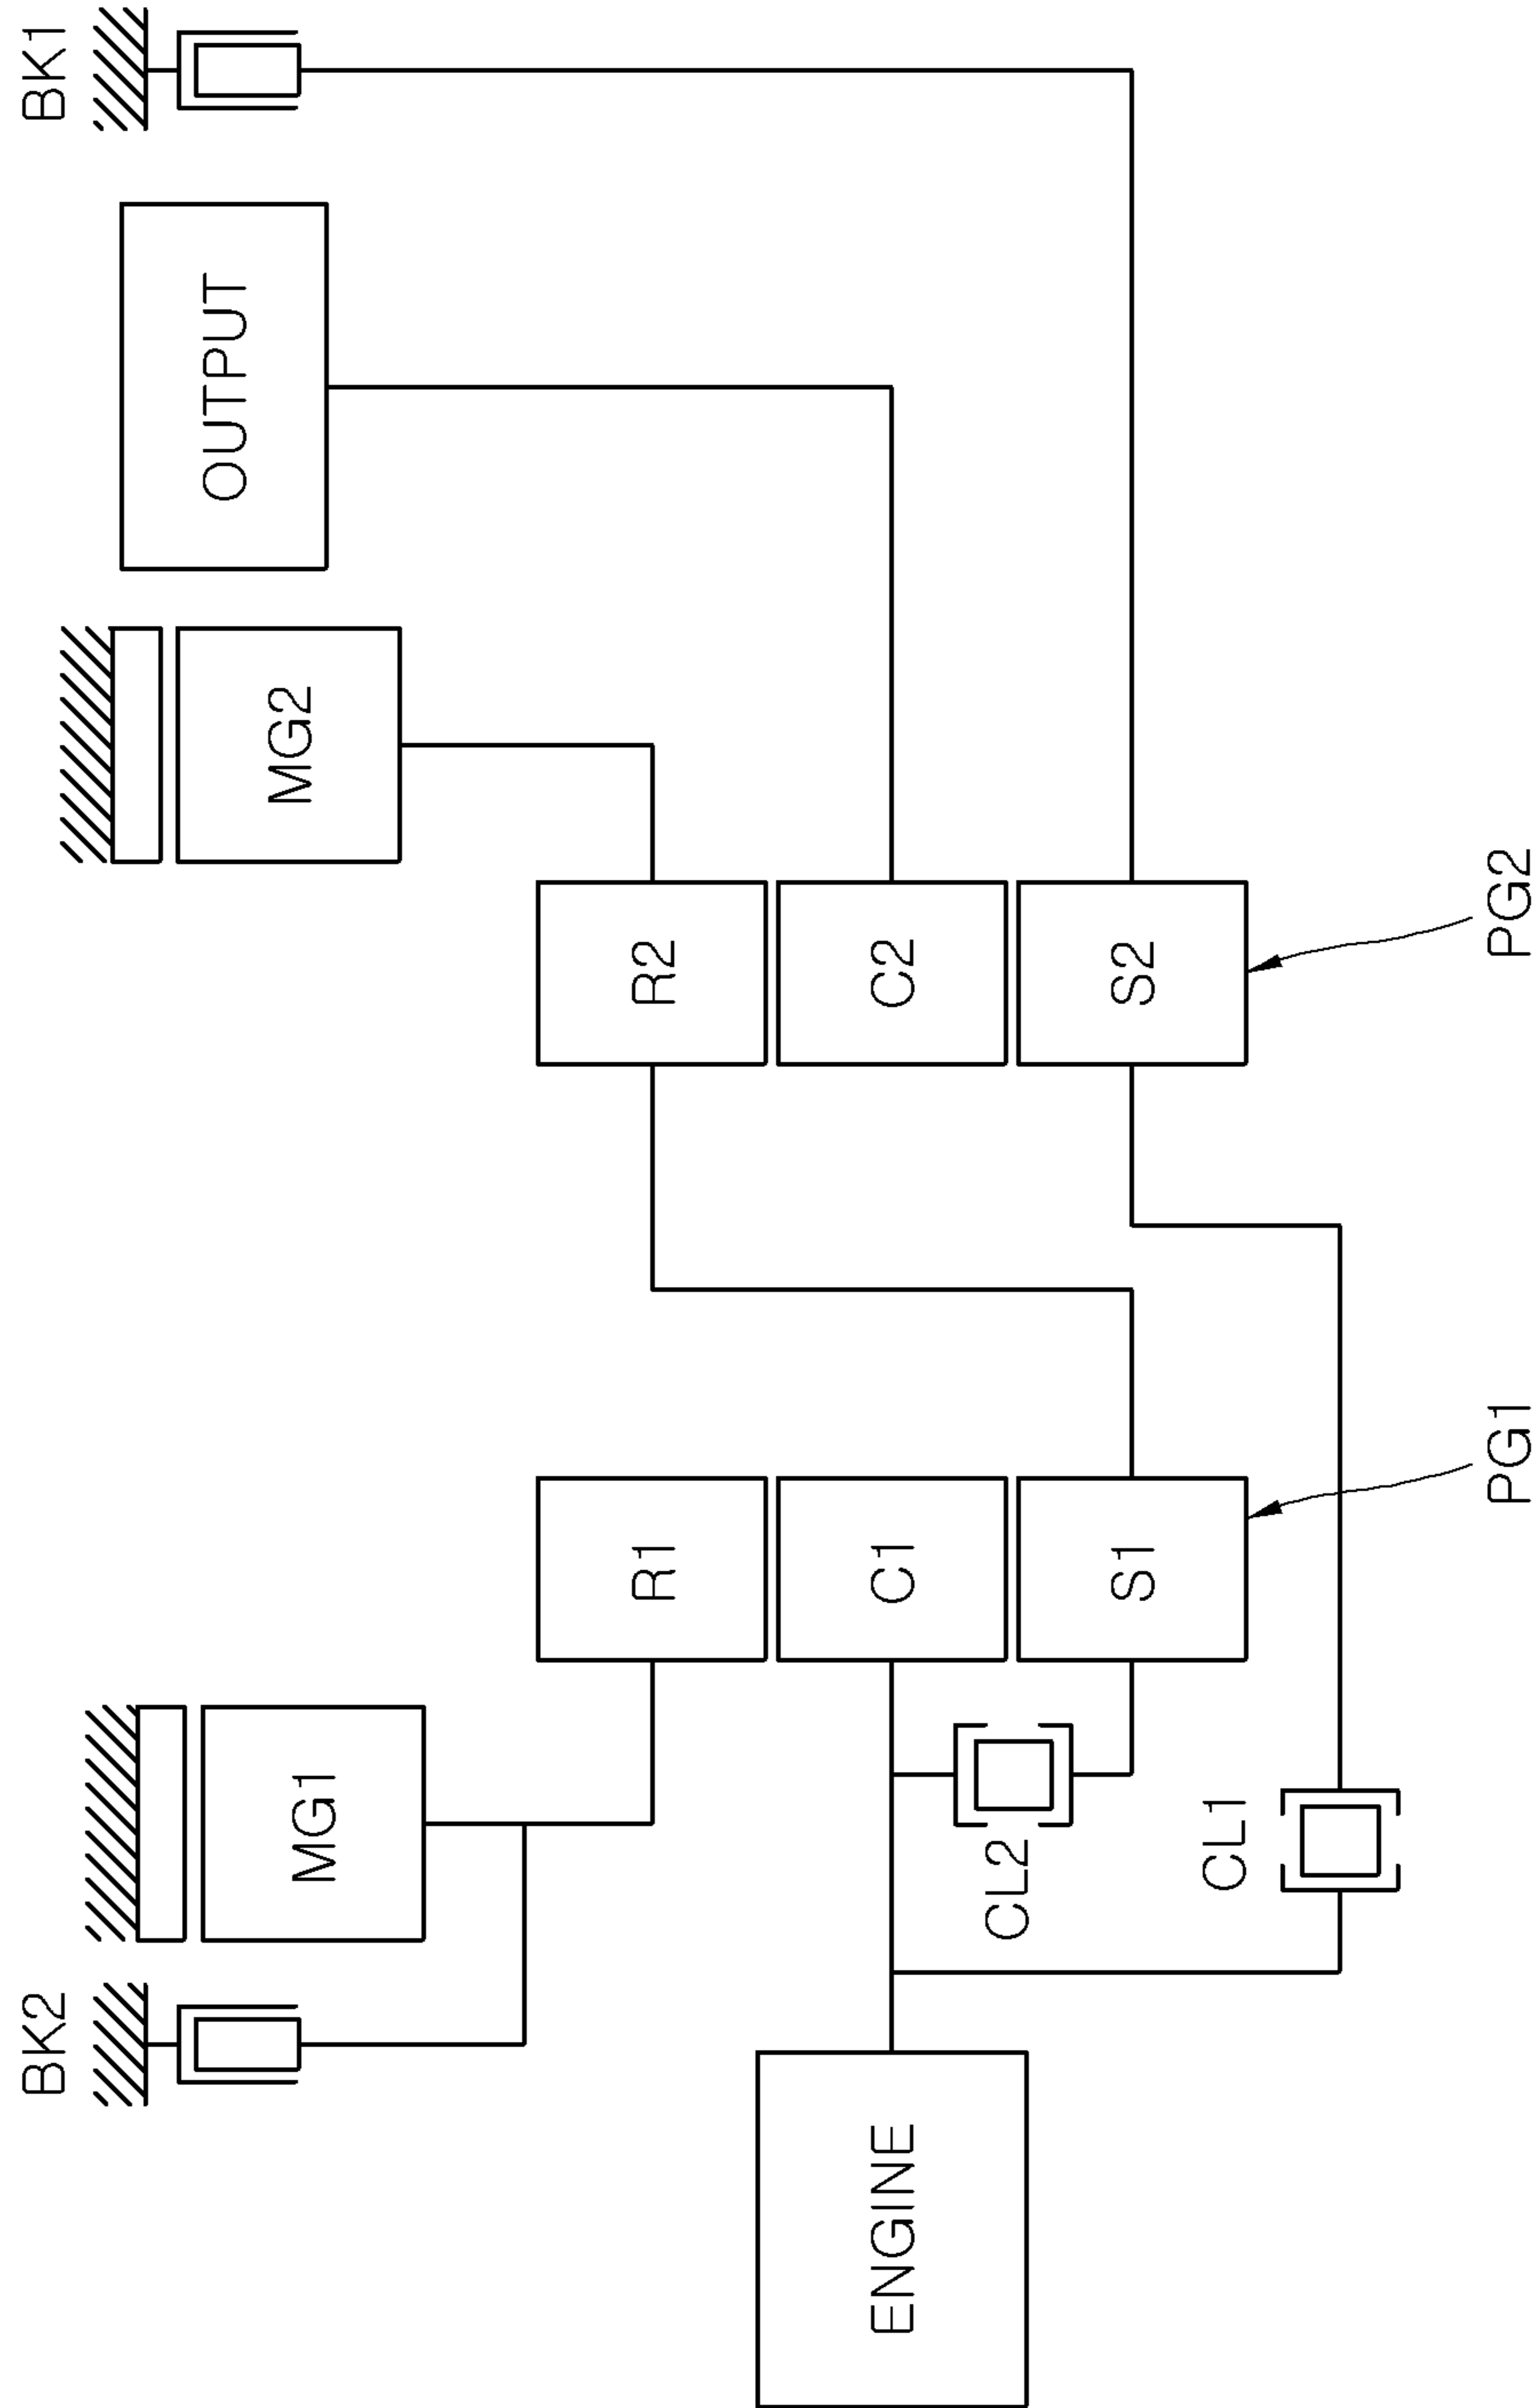 BK2
MG1
MG2
OUTPUT
BK1
R1
R2
ENGINE
C1
C2
CL2
S1
S2
CL1
PG1
PG2